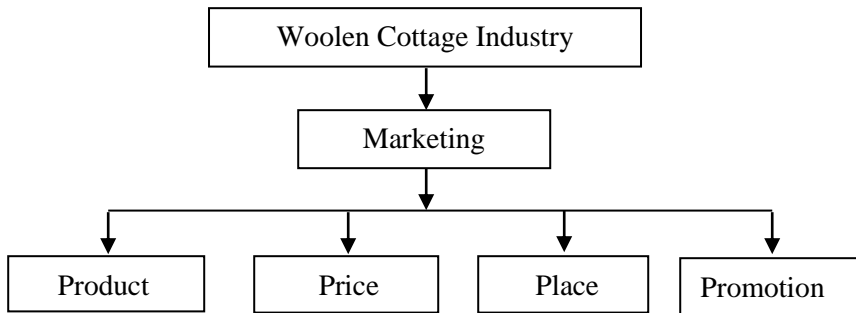 Woolen Cottage Industry
Marketing
Product
Price
Place
Promotion